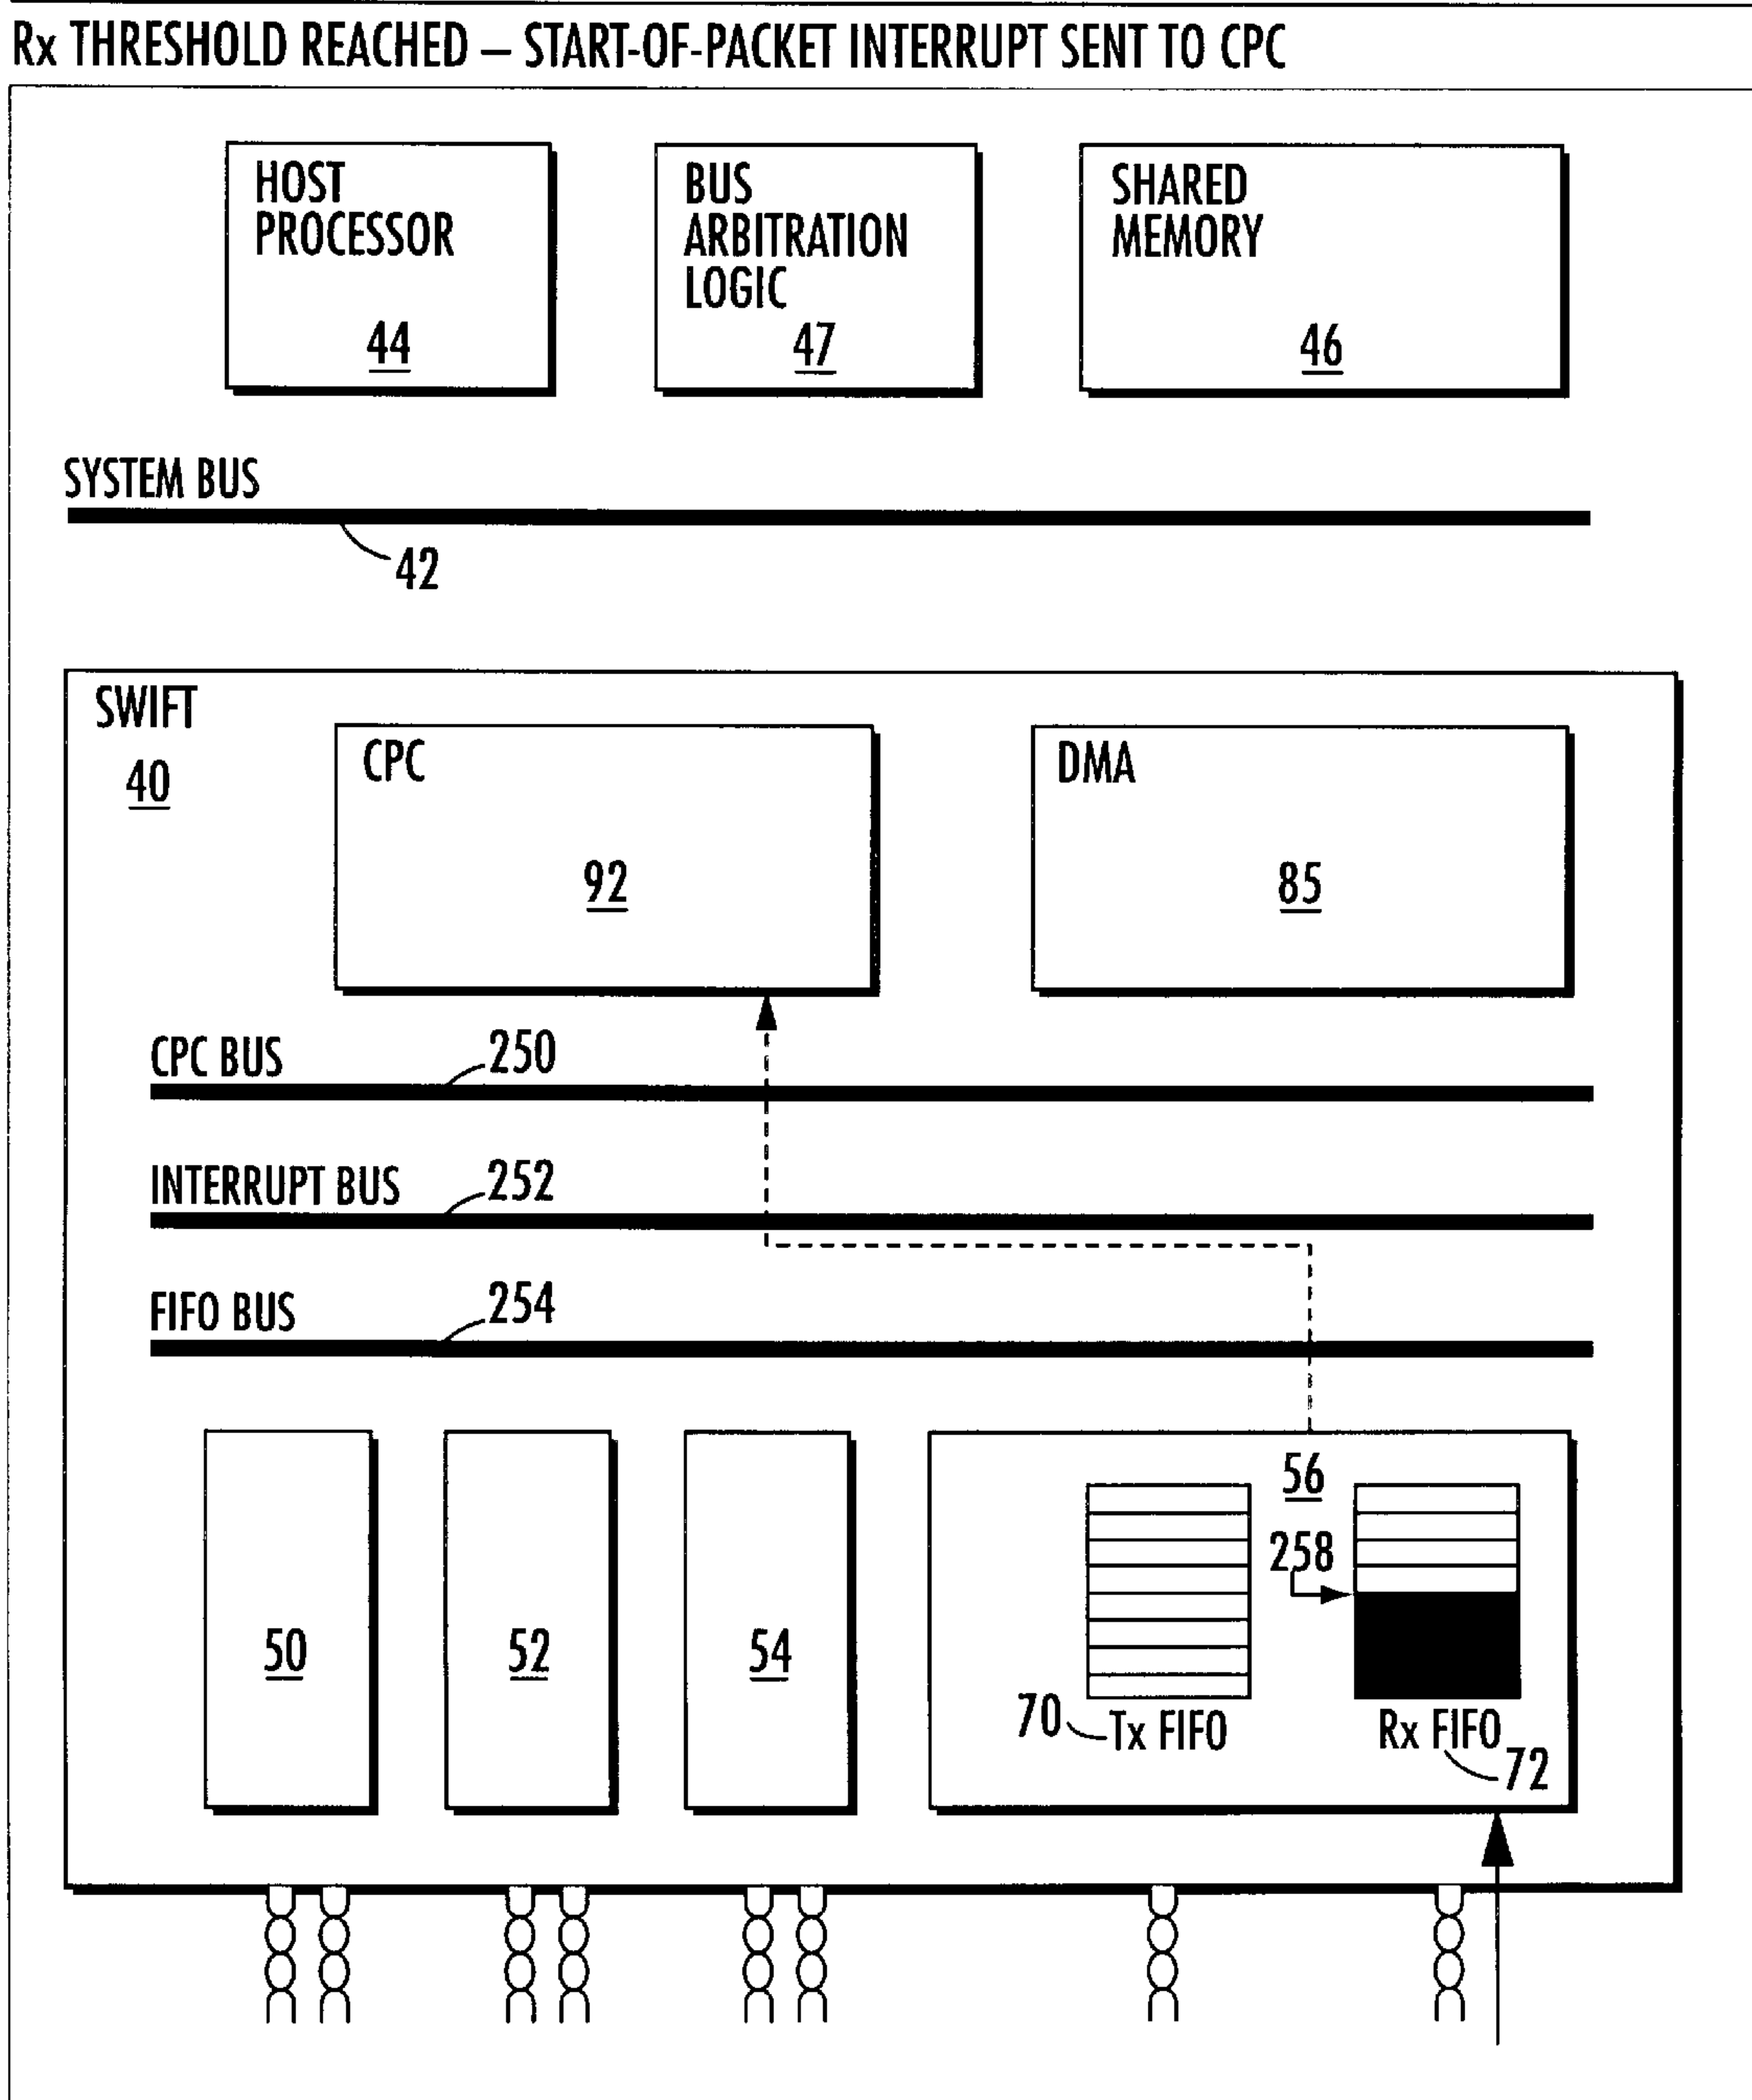 Rx THRESHOLD REACHED – START-OF-PACKET INTERRUPT SENT TO CPC
HOST
PROCESSOR
44
BUS
ARBITRATION
LOGIC
47
SHARED
MEMORY
46
SYSTEM BUS
42
SWIFT
40
CPC
92
DMA
85
CPC BUS
250
INTERRUPT BUS
252
FIFO BUS
254
50
52
54
56
258
70
Tx FIFO
Rx FIFO
72